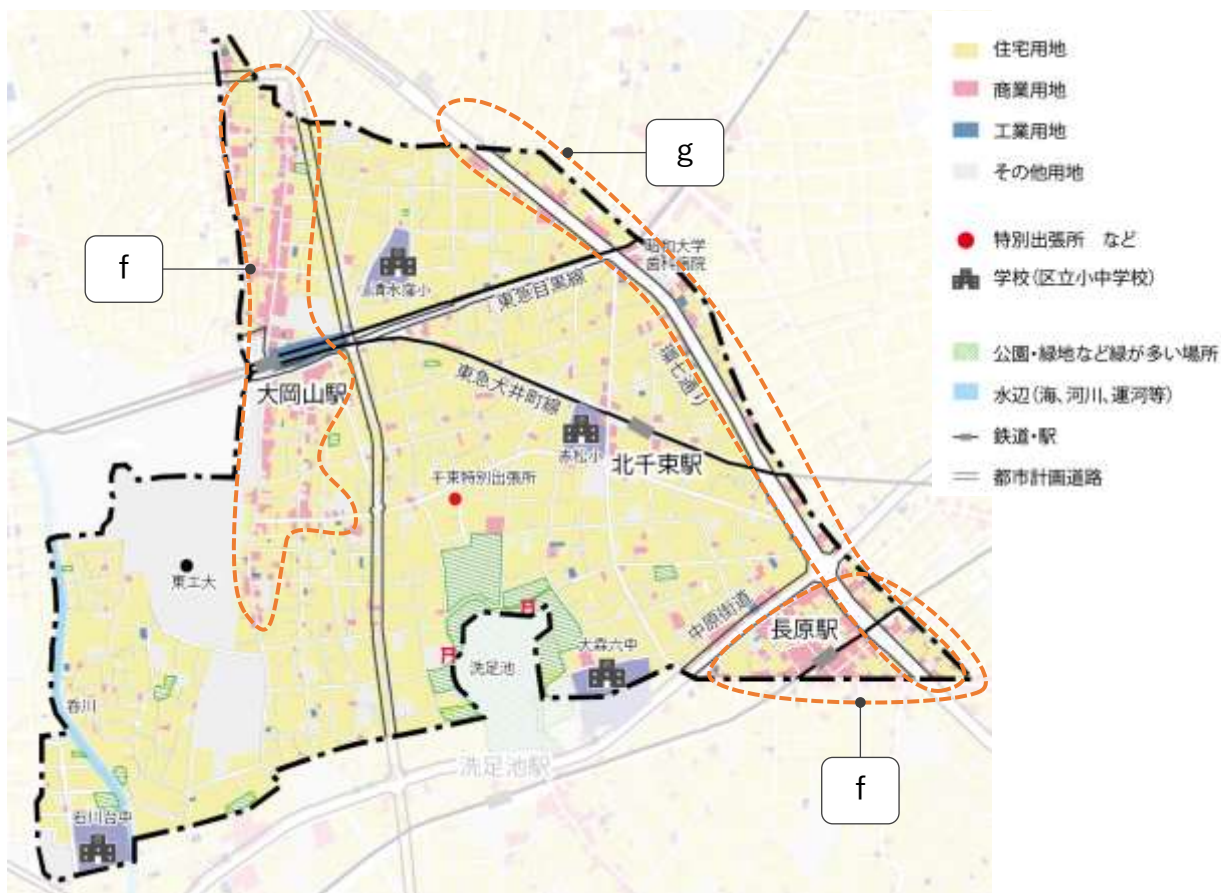 住宅用地
商業用地
工業用地
その他用地
特別出張所 など
学校(区立小中学校)
公園・緑地など緑が多い場所
水辺(海、河川、運河等)
鉄道・駅
都市計画道路
g
f
昭和大学
歯科病院
清水窪小
東急目黒線
環七通り
大岡山駅
東急大井町線
赤松小
北千束駅
千束特別出張所
東工大
中原街道
長原駅
大森六中
洗足池
呑川
洗足池駅
f
石川台中